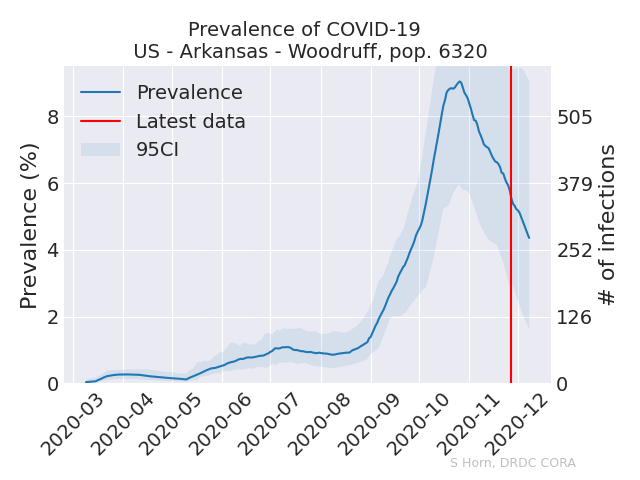 Prevalence of COVID-19
US - Arkansas - Woodruff, pop. 6320
Prevalence
Latest data
95CI
Prevalence (%)
8
6
4
2
0
# of infections
505
379
252
126
0
2020-03
2020-04
2020-05
2020-06
2020-07
2020-08
2020-09
2020-10
2020-11
2020-12
S Horn, DRDC CORA